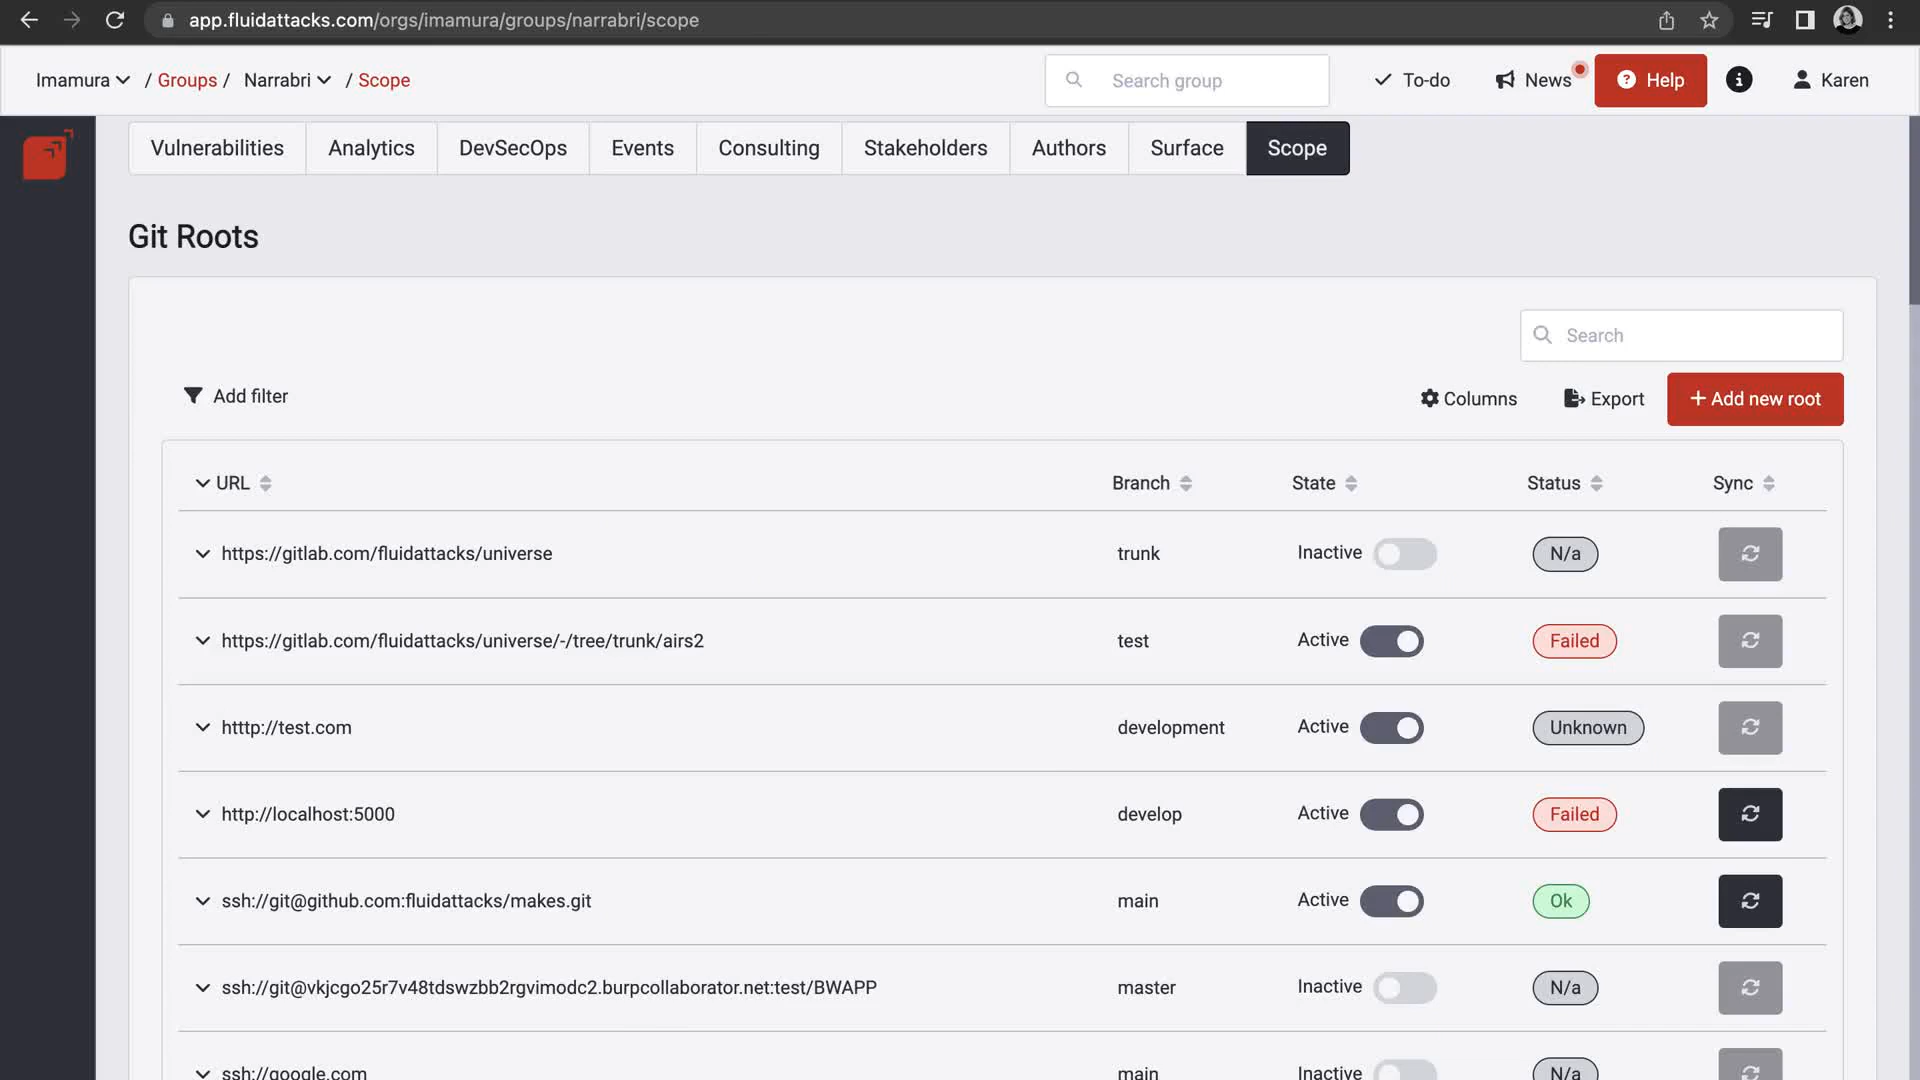 app.fluidattacks.com/orgs/imamura/groups/narrabri/scope
Imamura / Groups / Narrabri / Scope
Search group
To-do
News
Help
Karen
Vulnerabilities Analytics DevSecOps Events Consulting Stakeholders Authors Surface Scope
Git Roots
Search
Add filter
Columns Export + Add new root
URL Branch State Status Sync
https://gitlab.com/fluidattacks/universe trunk Inactive N/a
https://gitlab.com/fluidattacks/universe/-/tree/trunk/airs2 test Active Failed
htttp://test.com development Active Unknown
http://localhost:5000 develop Active Failed
ssh://git@github.com:fluidattacks/makes.git main Active Ok
ssh://git@vkjcgo25r7v48tdswzbb2rgvimodc2.burpcollaborator.net:test/BWAPP master Inactive N/a
ssh://google.com main Inactive N/a